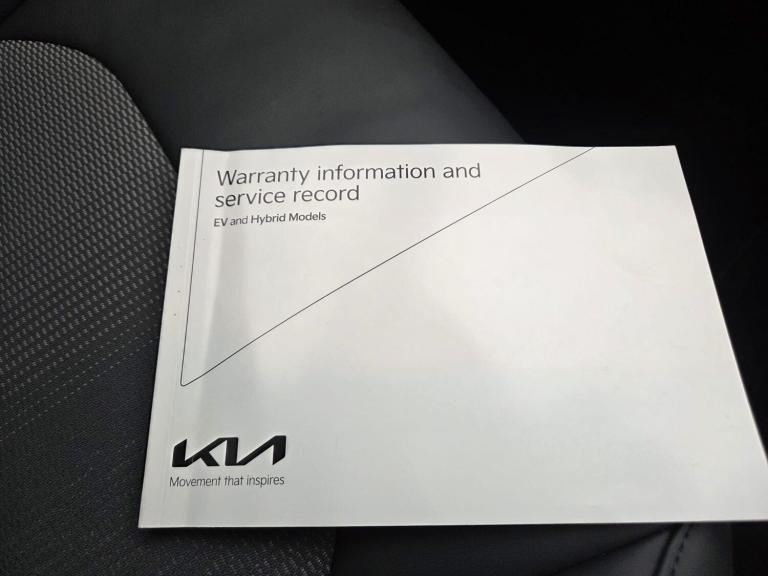 Warranty information and
service record
EV and Hybrid Models
KIA
Movement that inspires